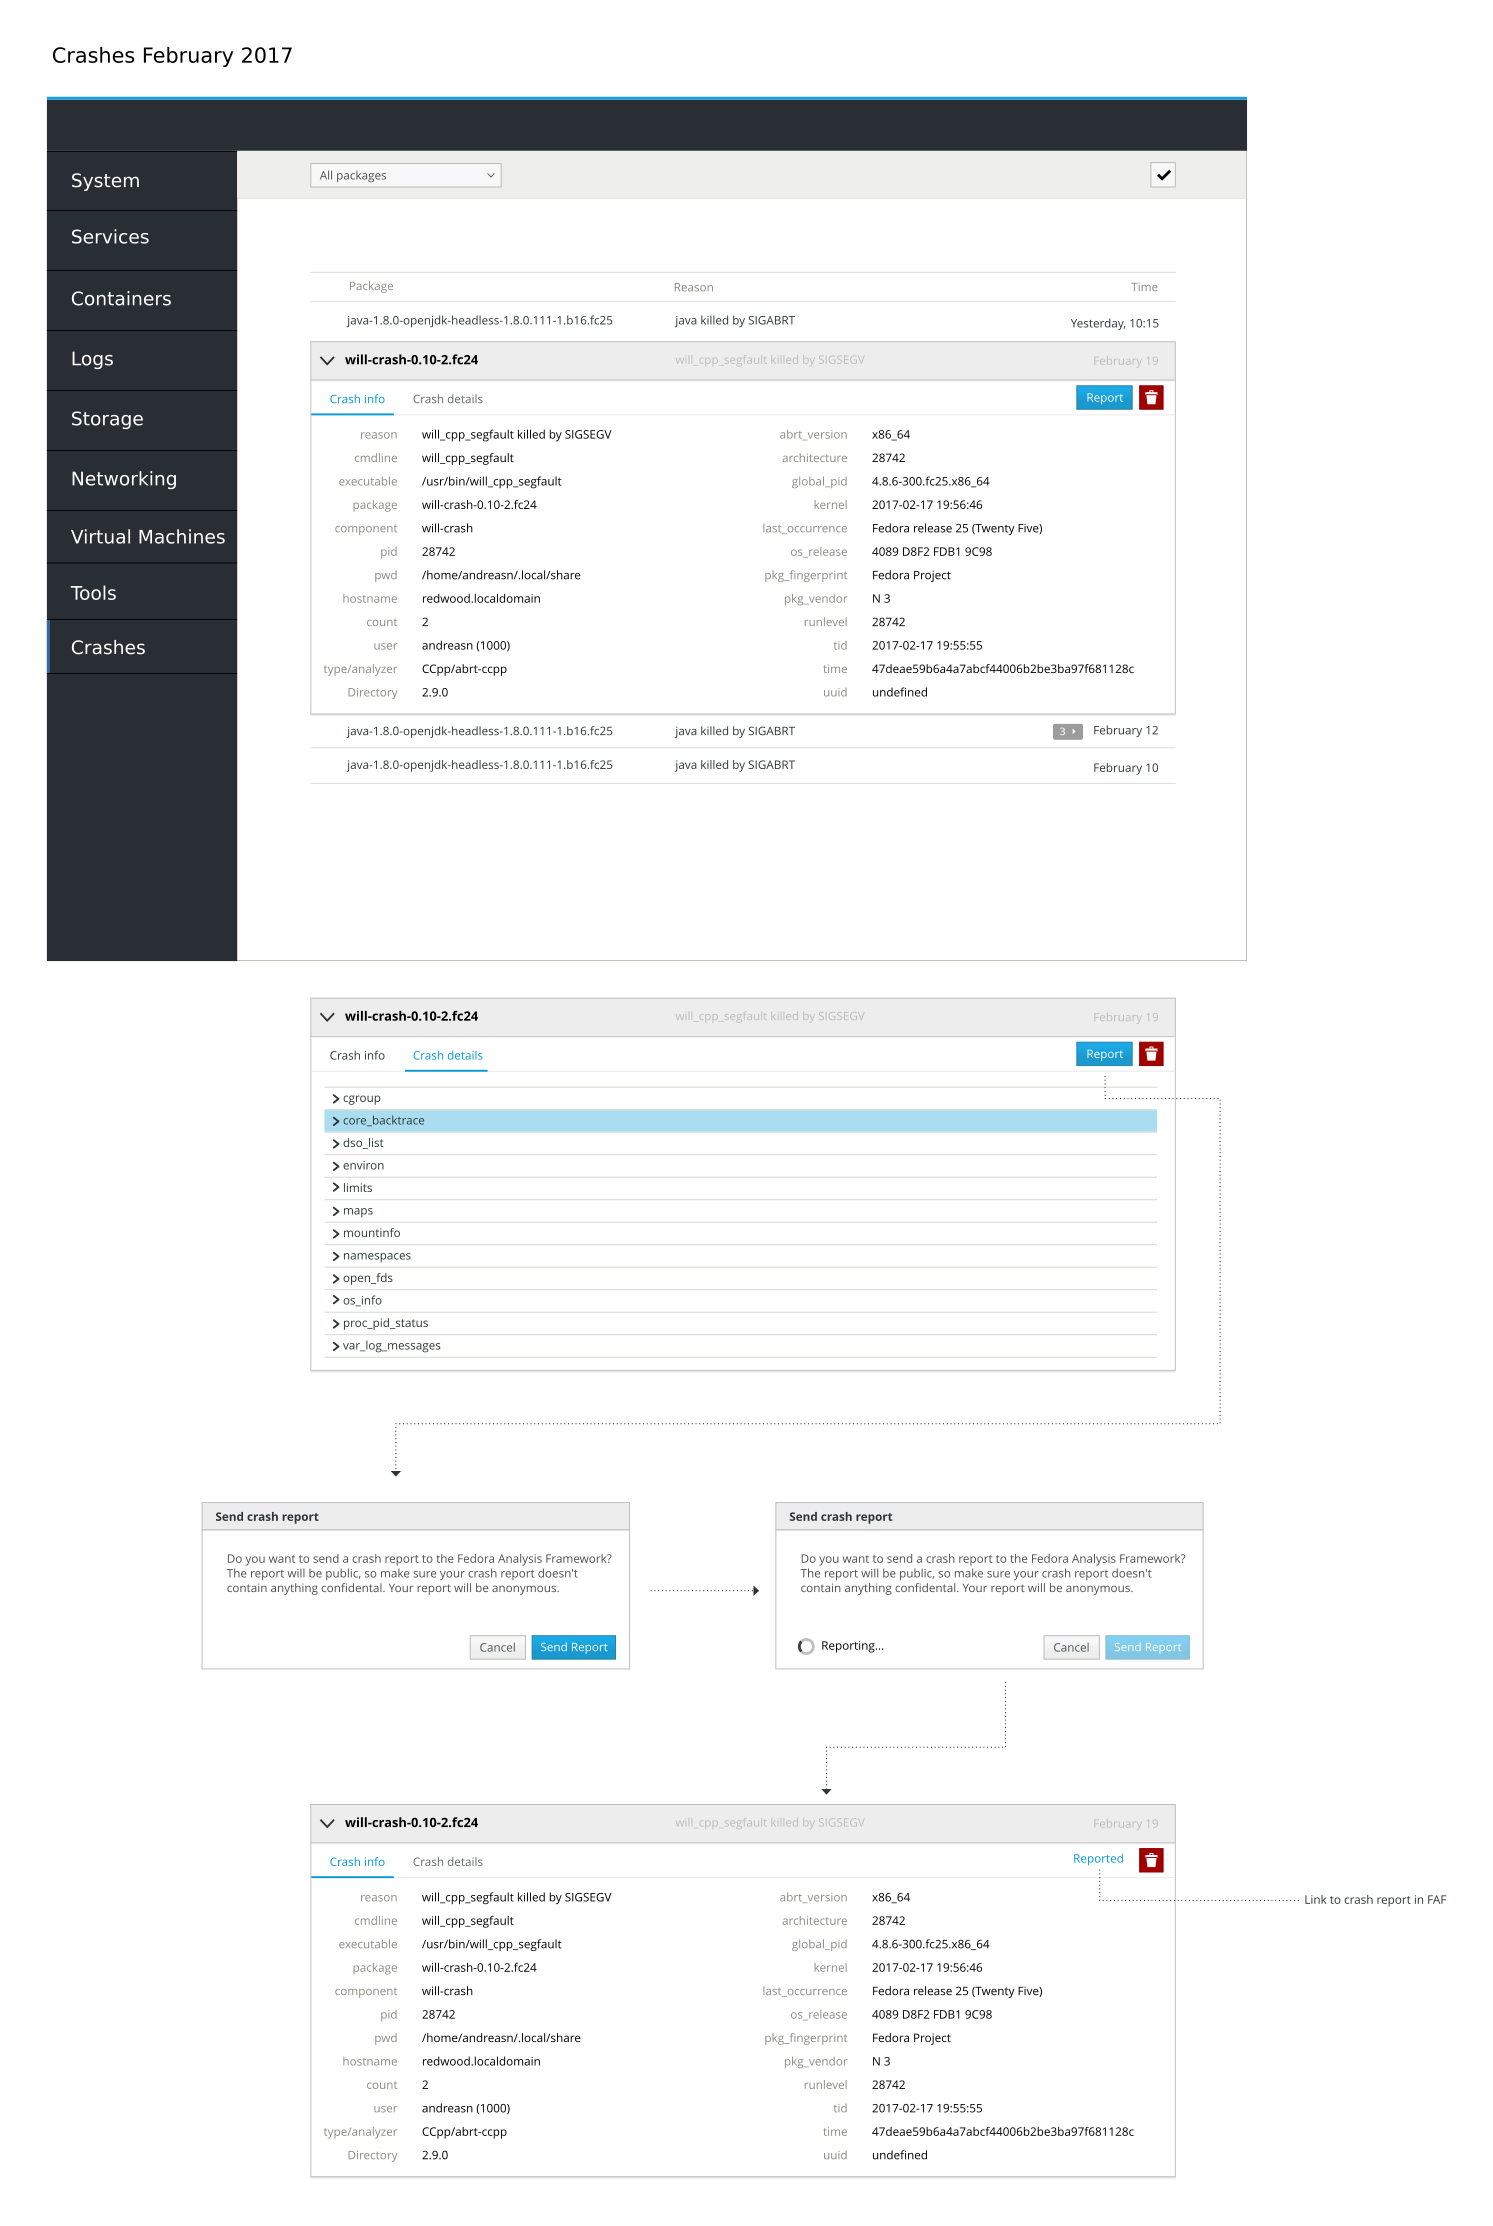 Crashes February 2017
System
Services
Containers
Logs
Storage
Networking
Virtual Machines
Tools
Crashes
All packages
Package Reason Time
java-1.8.0-openjdk-headless-1.8.0.111-1.b16.fc25 java killed by SIGABRT Yesterday, 10:15
will-crash-0.10-2.fc24 will_cpp_segfault killed by SIGSEGV February 19
Crash info Crash details Report
reason will_cpp_segfault killed by SIGSEGV abrt_version x86_64
cmdline will_cpp_segfault architecture 28742
executable /usr/bin/will_cpp_segfault global_pid 4.8.6-300.fc25.x86_64
package will-crash-0.10-2.fc24 kernel 2017-02-17 19:56:46
component will-crash last_occurrence Fedora release 25 (Twenty Five)
pid 28742 os_release 4089 D8F2 FDB1 9C98
pwd /home/andreasn/.local/share pkg_fingerprint Fedora Project
hostname redwood.localdomain pkg_vendor N 3
count 2 runlevel 28742
user andreasn (1000) tid 2017-02-17 19:55:55
type/analyzer CCpp/abrt-ccpp time 47deae59b6a4a7abcf44006b2be3ba97f681128c
Directory 2.9.0 uuid undefined
java-1.8.0-openjdk-headless-1.8.0.111-1.b16.fc25 java killed by SIGABRT 3 February 12
java-1.8.0-openjdk-headless-1.8.0.111-1.b16.fc25 java killed by SIGABRT February 10
will-crash-0.10-2.fc24 will_cpp_segfault killed by SIGSEGV February 19
Crash info Crash details Report
cgroup
core_backtrace
dso_list
environ
limits
maps
mountinfo
namespaces
open_fds
os_info
proc_pid_status
var_log_messages
Send crash report
Do you want to send a crash report to the Fedora Analysis Framework?
The report will be public, so make sure your crash report doesn't
contain anything confidental. Your report will be anonymous.
Cancel Send Report
Send crash report
Do you want to send a crash report to the Fedora Analysis Framework?
The report will be public, so make sure your crash report doesn't
contain anything confidental. Your report will be anonymous.
Reporting... Cancel Send Report
will-crash-0.10-2.fc24 will_cpp_segfault killed by SIGSEGV February 19
Crash info Crash details Reported
Link to crash report in FAF
reason will_cpp_segfault killed by SIGSEGV abrt_version x86_64
cmdline will_cpp_segfault architecture 28742
executable /usr/bin/will_cpp_segfault global_pid 4.8.6-300.fc25.x86_64
package will-crash-0.10-2.fc24 kernel 2017-02-17 19:56:46
component will-crash last_occurrence Fedora release 25 (Twenty Five)
pid 28742 os_release 4089 D8F2 FDB1 9C98
pwd /home/andreasn/.local/share pkg_fingerprint Fedora Project
hostname redwood.localdomain pkg_vendor N 3
count 2 runlevel 28742
user andreasn (1000) tid 2017-02-17 19:55:55
type/analyzer CCpp/abrt-ccpp time 47deae59b6a4a7abcf44006b2be3ba97f681128c
Directory 2.9.0 uuid undefined